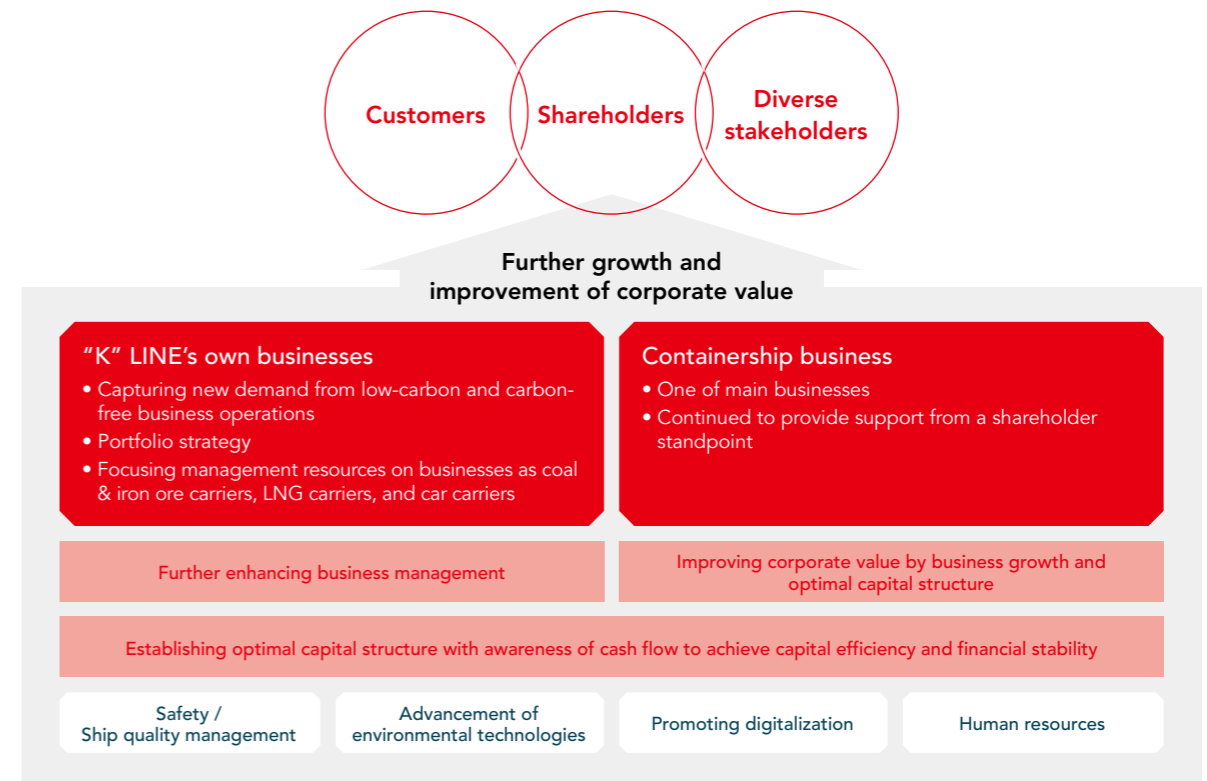 Customers
Shareholders
Diverse
stakeholders
Further growth and
improvement of corporate value
“K” LINE’s own businesses
• Capturing new demand from low-carbon and carbon-
free business operations
• Portfolio strategy
• Focusing management resources on businesses as coal
& iron ore carriers, LNG carriers, and car carriers
Containership business
• One of main businesses
• Continued to provide support from a shareholder
standpoint
Further enhancing business management
Improving corporate value by business growth and
optimal capital structure
Establishing optimal capital structure with awareness of cash flow to achieve capital efficiency and financial stability
Safety /
Ship quality management
Advancement of
environmental technologies
Promoting digitalization
Human resources